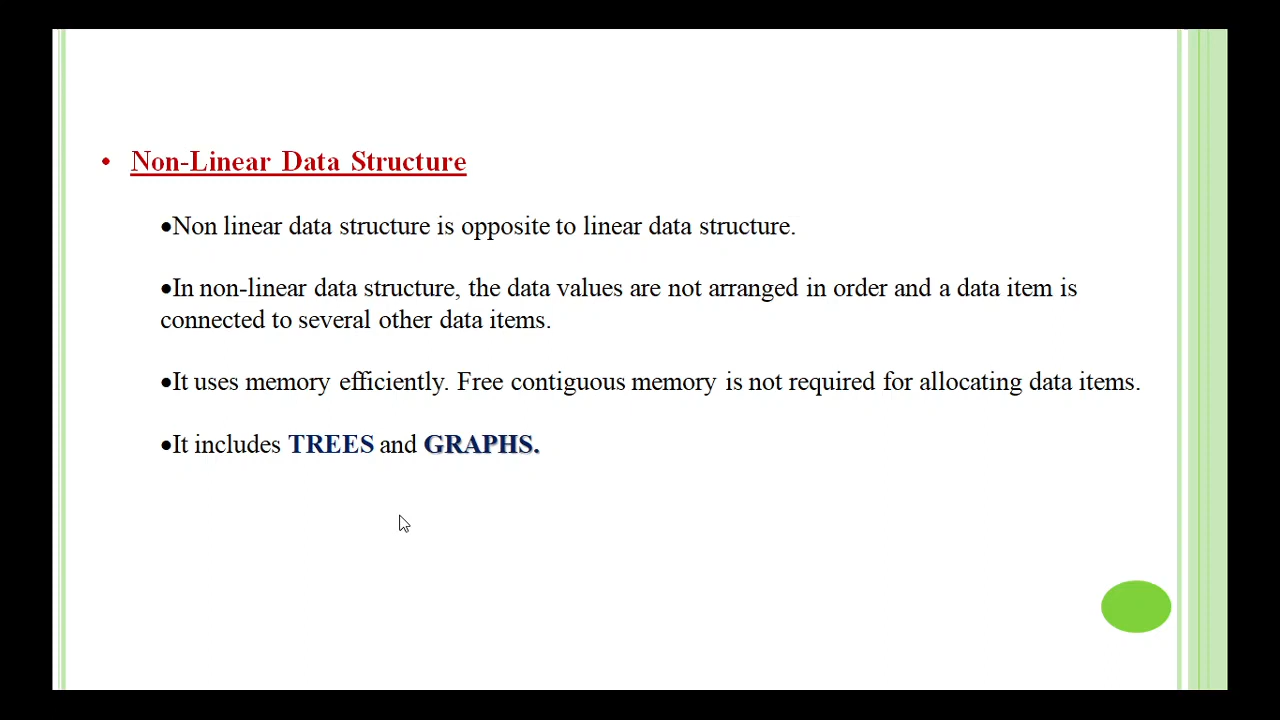 • Non-Linear Data Structure
•Non linear data structure is opposite to linear data structure.
•In non-linear data structure, the data values are not arranged in order and a data item is
connected to several other data items.
•It uses memory efficiently. Free contiguous memory is not required for allocating data items.
•It includes TREES and GRAPHS.